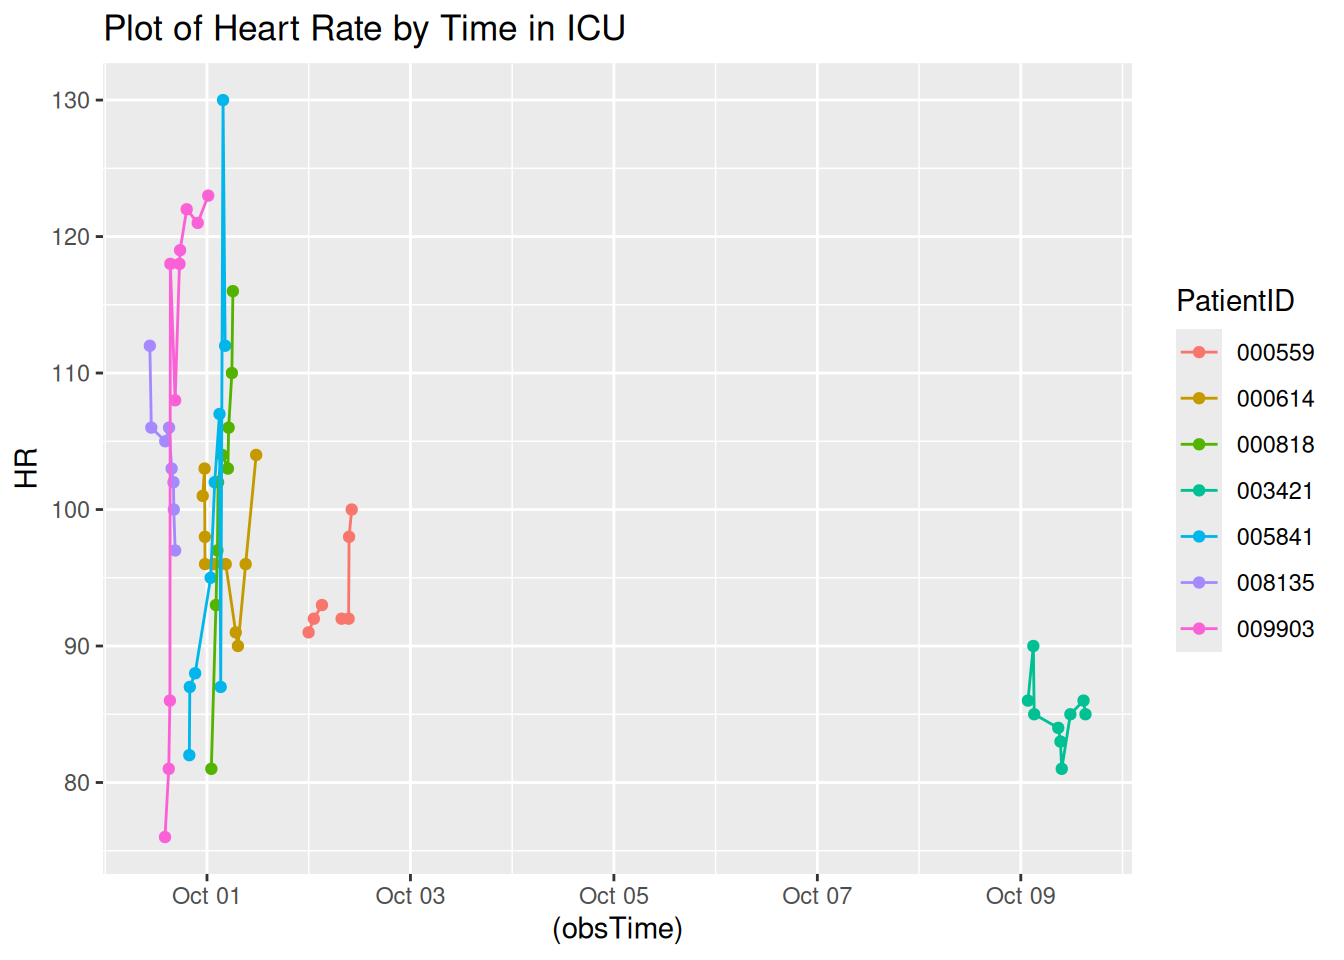 Plot of Heart Rate by Time in ICU
130
120
110
100
90
80
HR
Oct 01
Oct 03
Oct 05
Oct 07
Oct 09
(obsTime)
PatientID
000559
000614
000818
003421
005841
008135
009903